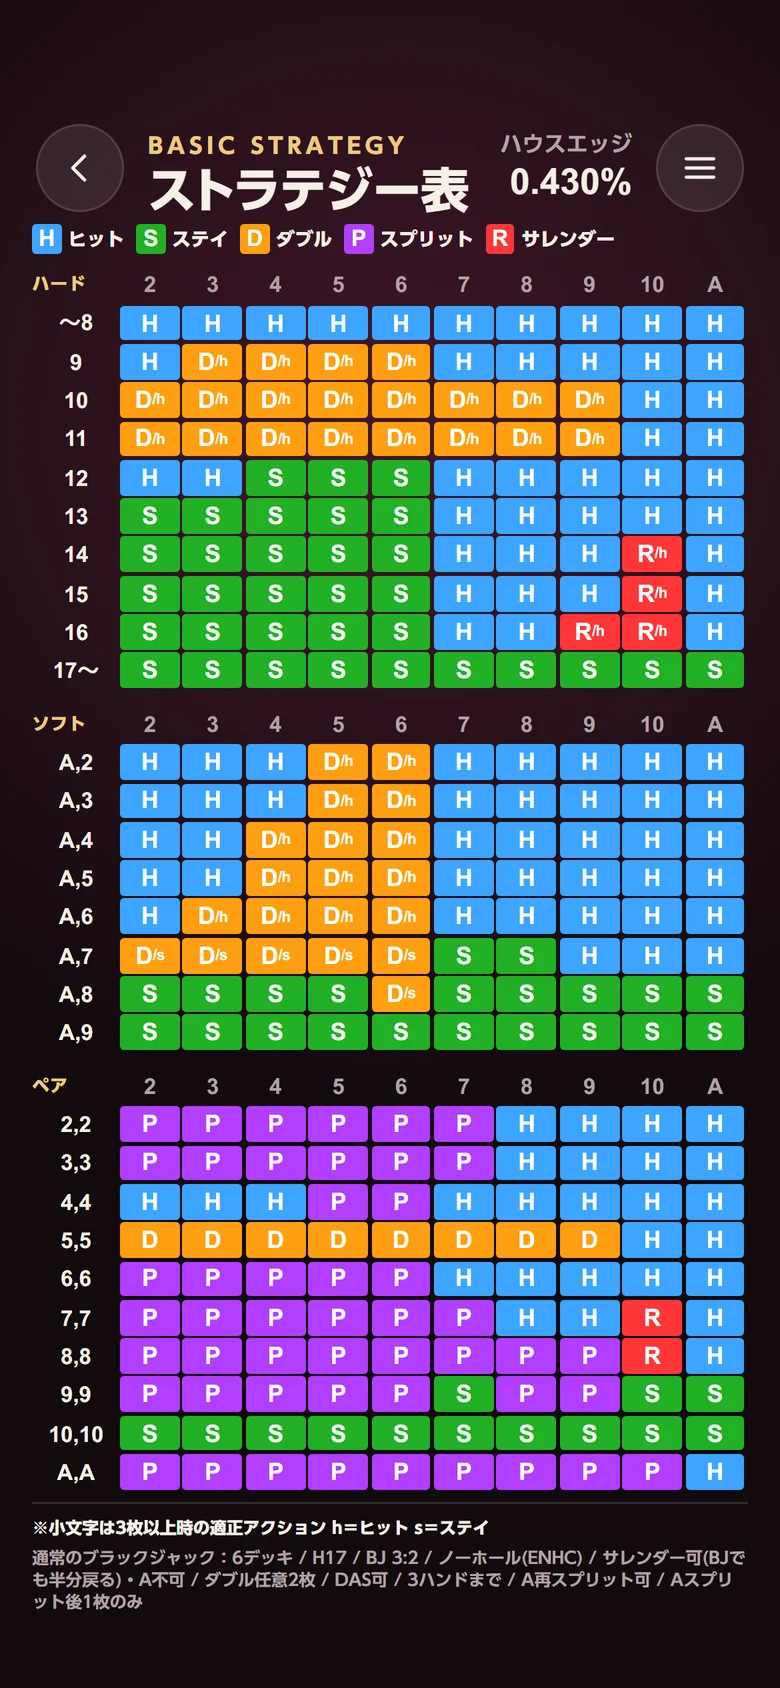 BASIC STRATEGY
ストラテジー表
ハウスエッジ
0.430%
H ヒット S ステイ D ダブル P スプリット R サレンダー
ハード 2 3 4 5 6 7 8 9 10 A
～8 H H H H H H H H H H
9 H D/h D/h D/h D/h H H H H H
10 D/h D/h D/h D/h D/h D/h D/h D/h H H
11 D/h D/h D/h D/h D/h D/h D/h D/h H H
12 H H S S S H H H H H
13 S S S S S H H H H H
14 S S S S S H H H R/h H
15 S S S S S H H H R/h H
16 S S S S S H H R/h R/h H
17～ S S S S S S S S S S
ソフト 2 3 4 5 6 7 8 9 10 A
A,2 H H H D/h D/h H H H H H
A,3 H H H D/h D/h H H H H H
A,4 H H D/h D/h D/h H H H H H
A,5 H H D/h D/h D/h H H H H H
A,6 H D/h D/h D/h D/h H H H H H
A,7 D/s D/s D/s D/s D/s S S H H H
A,8 S S S S D/s S S S S S
A,9 S S S S S S S S S S
ペア 2 3 4 5 6 7 8 9 10 A
2,2 P P P P P P H H H H
3,3 P P P P P P H H H H
4,4 H H H P P H H H H H
5,5 D D D D D D D D H H
6,6 P P P P P H H H H H
7,7 P P P P P P H H R H
8,8 P P P P P P P P R H
9,9 P P P P P S P P S S
10,10 S S S S S S S S S S
A,A P P P P P P P P P H
※小文字は3枚以上時の適正アクション h＝ヒット s＝ステイ
通常のブラックジャック：6デッキ / H17 / BJ 3:2 / ノーホール(ENHC) / サレンダー可(BJで
も半分戻る)・A不可 / ダブル任意2枚 / DAS可 / 3ハンドまで / A再スプリット可 / Aスプリ
ット後1枚のみ